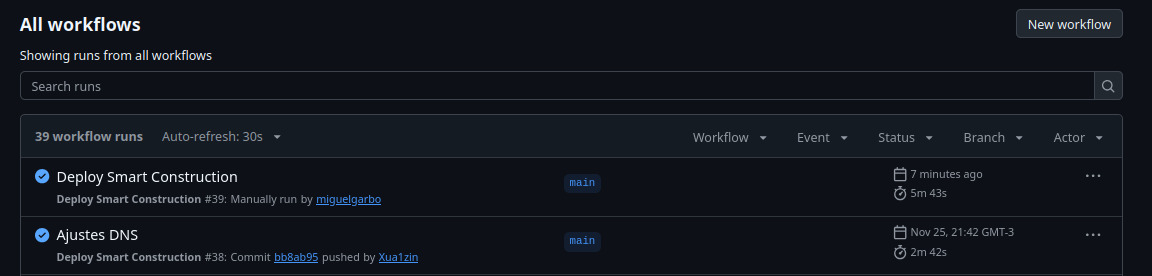 All workflows
New workflow
Showing runs from all workflows
Search runs
39 workflow runs Auto-refresh: 30s Workflow Event Status Branch Actor
Deploy Smart Construction main 7 minutes ago
Deploy Smart Construction #39: Manually run by miguelgarbo 5m 43s
Ajustes DNS main Nov 25, 21:42 GMT-3
Deploy Smart Construction #38: Commit bb8ab95 pushed by Xua1zin 2m 42s